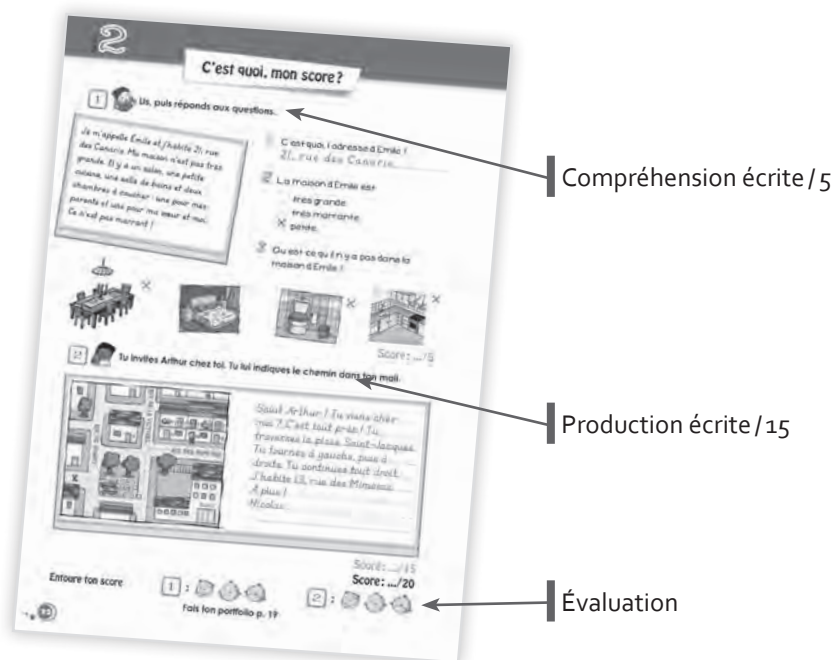 2
C'est quoi, mon score?
1 Lis, puis réponds aux questions.
Je m'appelle Émile et j'habite 21, rue
des Canaris. Ma maison n'est pas très
grande. Il y a un salon, une petite
cuisine, une salle de bains et deux
chambres à coucher : une pour mes
parents et une pour ma sœur et moi.
Ce n'est pas marrant !
1 C'est quoi, l'adresse d'Émile ?
21, rue des Canaris
2 La maison d'Émile est
très grande.
très marrante.
× petite.
3 Qu'est-ce qu'il n'y a pas dans la
maison d'Émile ?
Score: .../5
2 Tu invites Arthur chez toi. Tu lui indiques le chemin dans ton mail.
Salut Arthur ! Tu viens chez
moi ? C'est tout près ! Tu
traverses la place Saint-Jacques.
Tu tournes à gauche, puis à
droite. Tu continues tout droit.
J'habite 13, rue des Mimosas.
À plus !
Nicolas
Score: .../15
Score: .../20
Entoure ton score
1 :
2 :
Fais ton portfolio p. 19
Compréhension écrite / 5
Production écrite / 15
Évaluation